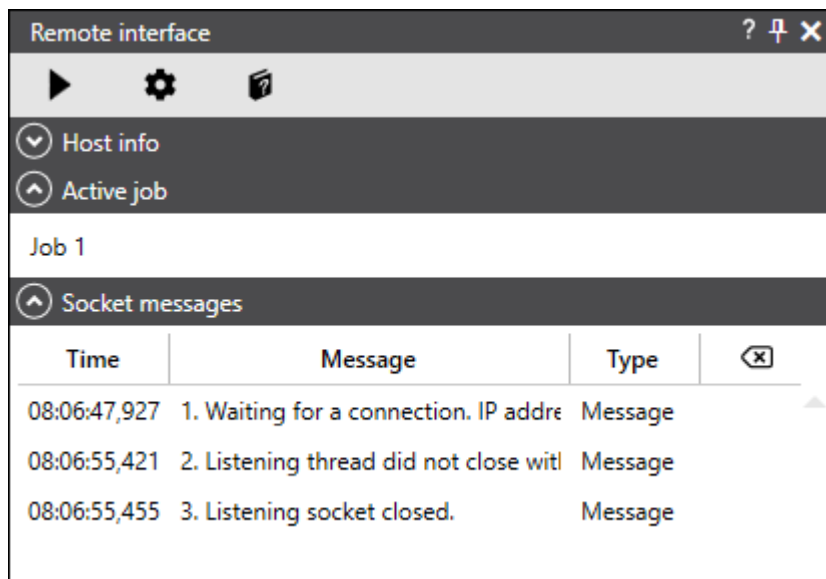 Remote interface ?
Host info
Active job
Job 1
Socket messages
Time Message Type
08:06:47,927 1. Waiting for a connection. IP addre Message
08:06:55,421 2. Listening thread did not close wit Message
08:06:55,455 3. Listening socket closed. Message